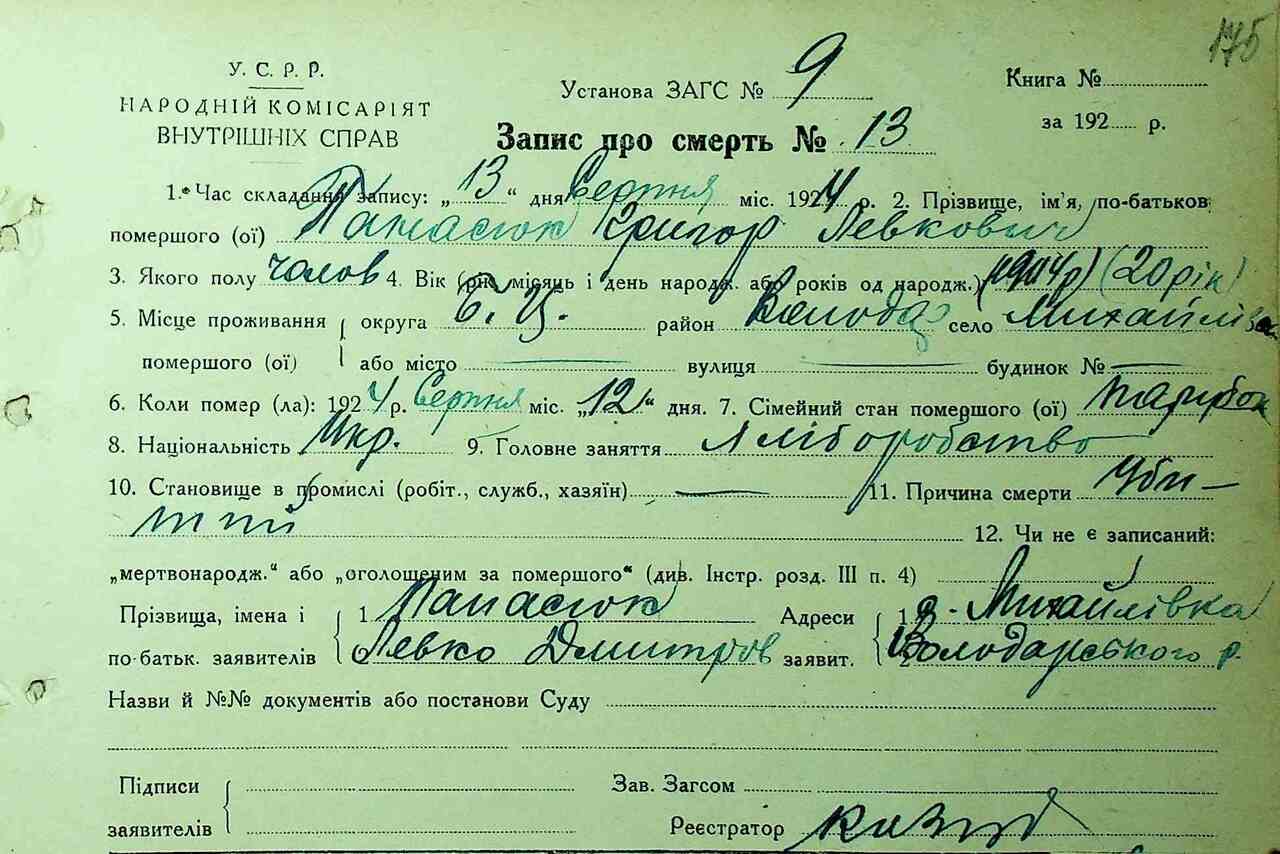 175
У. С. Р. Р.
НАРОДНІЙ КОМІСАРІЯТ
ВНУТРІШНІХ СПРАВ
Установа ЗАГС № 9
Книга №
за 192 р.
Запис про смерть № 13
1. Час складання запису: „13“ дня Серпня міс. 1924 р. 2. Прізвище, ім'я, по-батьков
помершого (ої) Панасюк Григор Левкович
3. Якого полу чолов 4. Вік (рік, місяць і день народж. або років од народж.) (1904 р) (20 рік)
5. Місце проживання округа Б. Ц. район Володар село Михайлівка
помершого (ої) або місто — вулиця — будинок № —
6. Коли помер (ла): 1924 р. Серпня міс. „12“ дня. 7. Сімейний стан помершого (ої) парубок
8. Національність Укр. 9. Головне заняття Хліборобство
10. Становище в промислі (робіт., служб., хазяїн) — 11. Причина смерти Уби-
тий
12. Чи не є записаний:
„мертвонародж.“ або „оголошеним за помершого“ (див. Інстр. розд. III п. 4)
Прізвища, імена і 1 Панасюк Адреси 1 с. Михайлівка
по-батьк. заявителів Левко Дмитров заявит. Володарського р.
Назви й №№ документів або постанови Суду
Підписи Зав. Загсом
заявителів Реєстратор